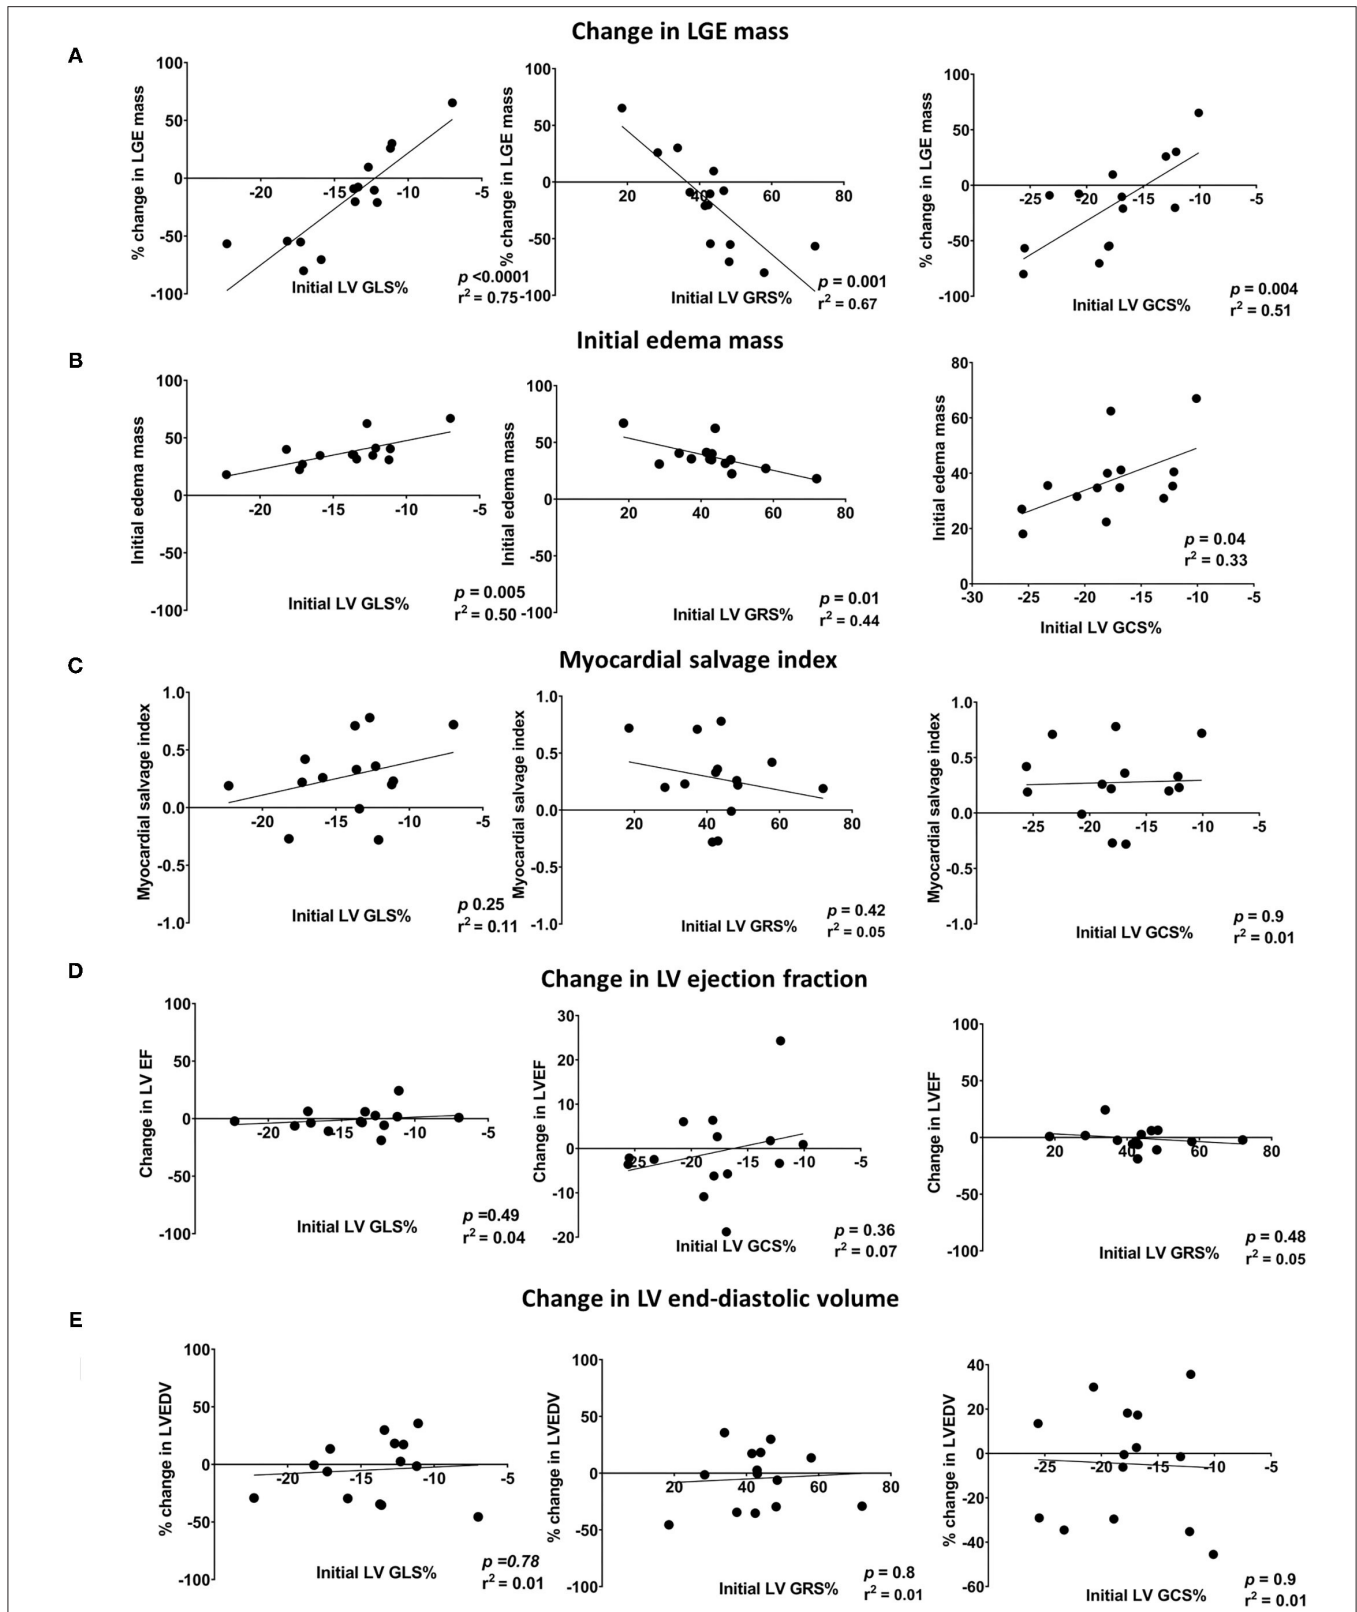 Change in LGE mass
A
% change in LGE mass
100
50
0
-50
-100
-20
-15
-10
-5
Initial LV GLS%
p <0.0001
r² = 0.75
% change in LGE mass
100
50
0
-50
-100
20
40
60
80
Initial LV GRS%
p = 0.001
r² = 0.67
% change in LGE mass
100
50
0
-50
-100
-25
-20
-15
-10
-5
Initial LV GCS%
p = 0.004
r² = 0.51
Initial edema mass
B
Initial edema mass
100
50
0
-50
-100
-20
-15
-10
-5
Initial LV GLS%
p = 0.005
r² = 0.50
Initial edema mass
100
50
0
-50
-100
20
40
60
80
Initial LV GRS%
p = 0.01
r² = 0.44
Initial edema mass
80
60
40
20
0
-30
-25
-20
-15
-10
-5
Initial LV GCS%
p = 0.04
r² = 0.33
Myocardial salvage index
C
Myocardial salvage index
1.0
0.5
0.0
-0.5
-1.0
-20
-15
-10
-5
Initial LV GLS%
p 0.25
r² = 0.11
Myocardial salvage index
1.0
0.5
0.0
-0.5
-1.0
20
40
60
80
Initial LV GRS%
p = 0.42
r² = 0.05
Myocardial salvage index
1.0
0.5
0.0
-0.5
-1.0
-25
-20
-15
-10
-5
Initial LV GCS%
p = 0.9
r² = 0.01
Change in LV ejection fraction
D
Change in LV EF
100
50
0
-50
-100
-20
-15
-10
-5
Initial LV GLS%
p =0.49
r² = 0.04
Change in LVEF
30
20
10
0
-10
-20
-25
-20
-15
-10
-5
Initial LV GCS%
p = 0.36
r² = 0.07
Change in LVEF
100
50
0
-50
-100
20
40
60
80
Initial LV GRS%
p = 0.48
r² = 0.05
Change in LV end-diastolic volume
E
% change in LVEDV
100
50
0
-50
-100
-20
-15
-10
-5
Initial LV GLS%
p =0.78
r² = 0.01
% change in LVEDV
100
50
0
-50
-100
20
40
60
80
Initial LV GRS%
p = 0.8
r² = 0.01
% change in LVEDV
40
20
0
-20
-40
-60
-25
-20
-15
-10
-5
Initial LV GCS%
p = 0.9
r² = 0.01